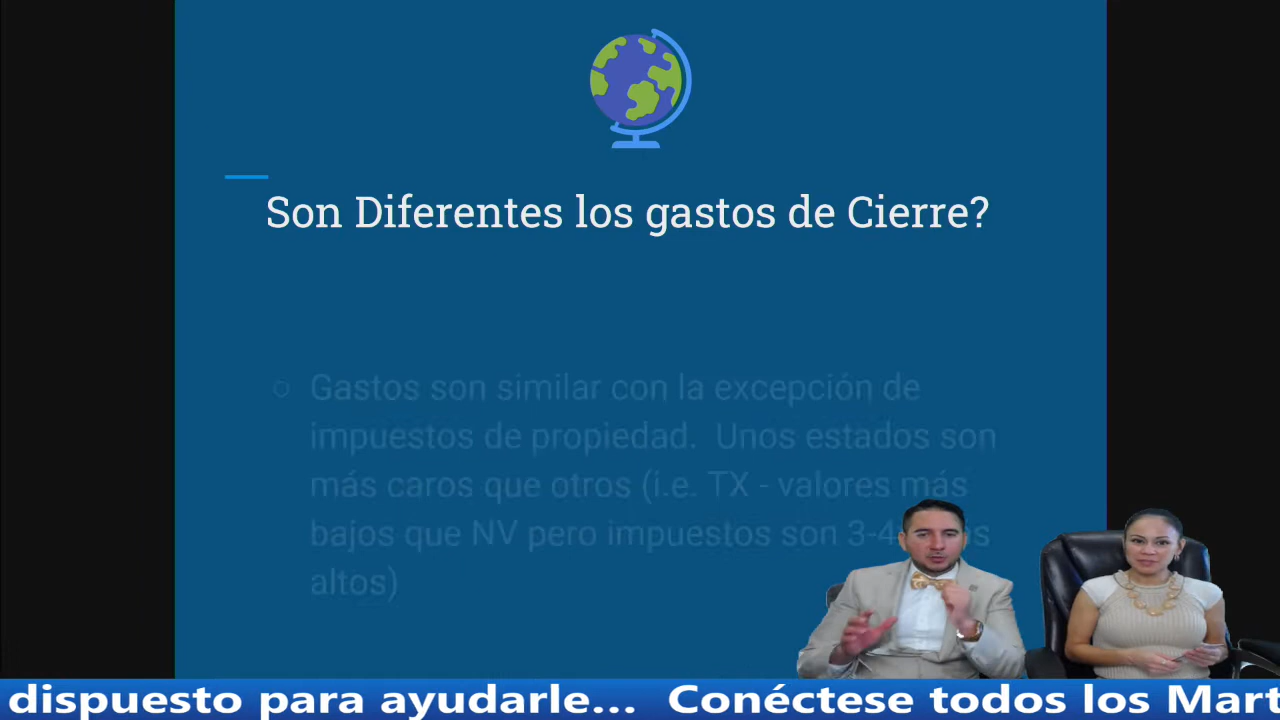 Son Diferentes los gastos de Cierre?
Gastos son similar con la excepción de
impuestos de propiedad. Unos estados son
más caros que otros (i.e. TX - valores más
bajos que NV pero impuestos son 3-4
altos)
dispuesto para ayudarle... Conéctese todos los Mart